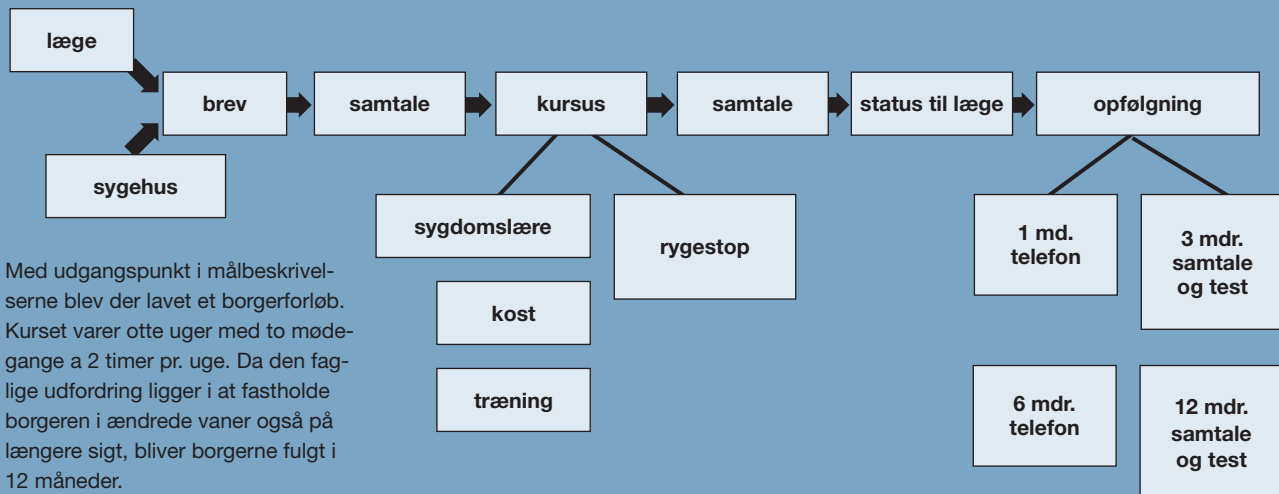 læge
brev
samtale
kursus
samtale
status til læge
opfølgning
sygehus
sygdomslære
rygestop
kost
træning
1 md.
telefon
3 mdr.
samtale
og test
6 mdr.
telefon
12 mdr.
samtale
og test
Med udgangspunkt i målbeskrivel-
serne blev der lavet et borgerforløb.
Kurset varer otte uger med to møde-
gange a 2 timer pr. uge. Da den fag-
lige udfordring ligger i at fastholde
borgeren i ændrede vaner også på
længere sigt, bliver borgerne fulgt i
12 måneder.